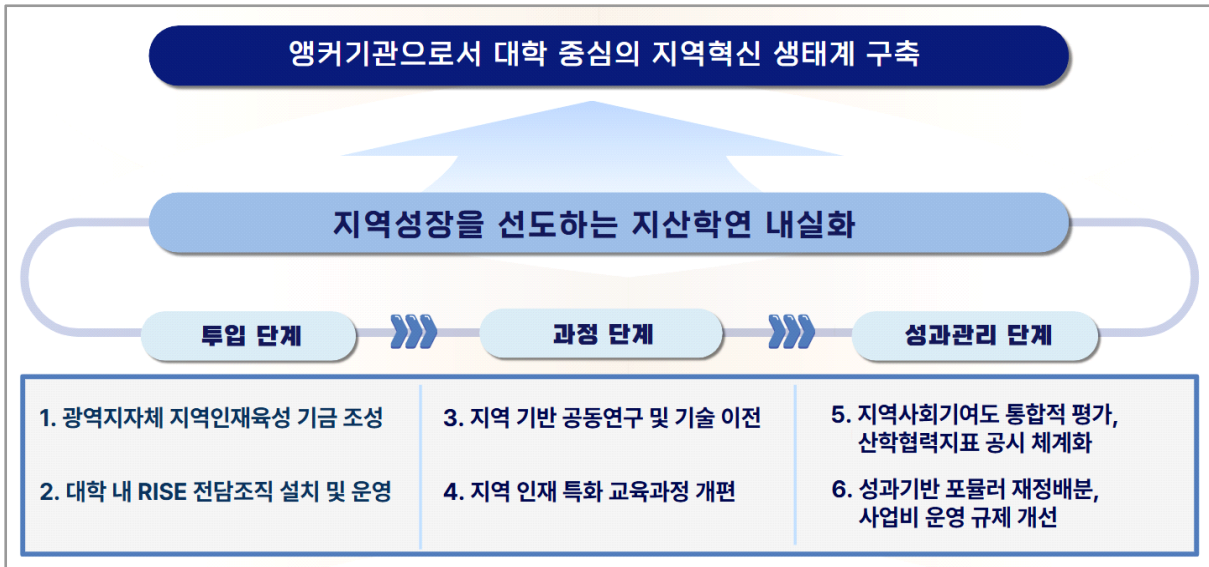 앵커기관으로서 대학 중심의 지역혁신 생태계 구축
지역성장을 선도하는 지산학연 내실화
투입 단계
과정 단계
성과관리 단계
1. 광역지자체 지역인재육성 기금 조성
2. 대학 내 RISE 전담조직 설치 및 운영
3. 지역 기반 공동연구 및 기술 이전
4. 지역 인재 특화 교육과정 개편
5. 지역사회기여도 통합적 평가,
산학협력지표 공시 체계화
6. 성과기반 포뮬러 재정배분,
사업비 운영 규제 개선